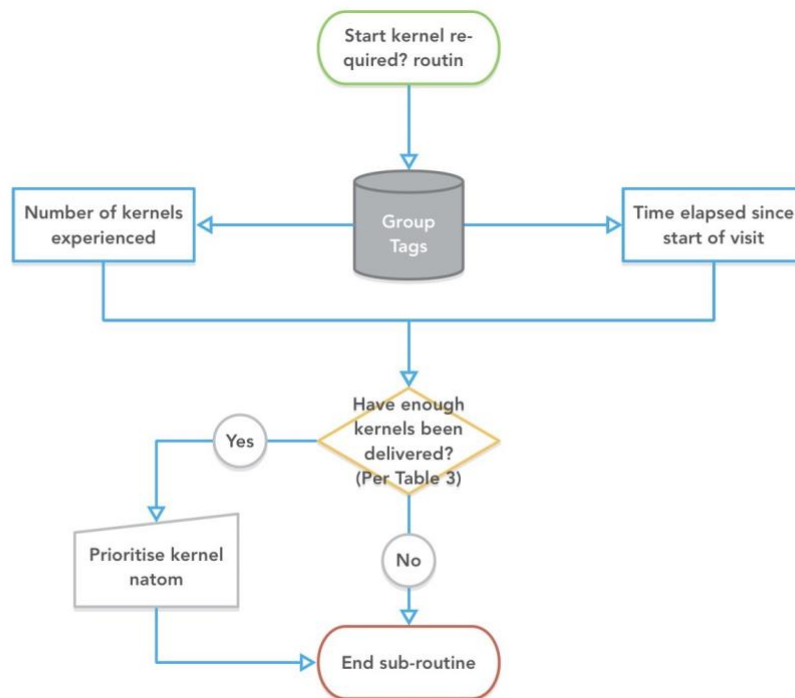 Start kernel re-
quired? routin
Group
Tags
Number of kernels
experienced
Time elapsed since
start of visit
Have enough
kernels been
delivered?
(Per Table 3)
Yes
No
Prioritise kernel
natom
End sub-routine